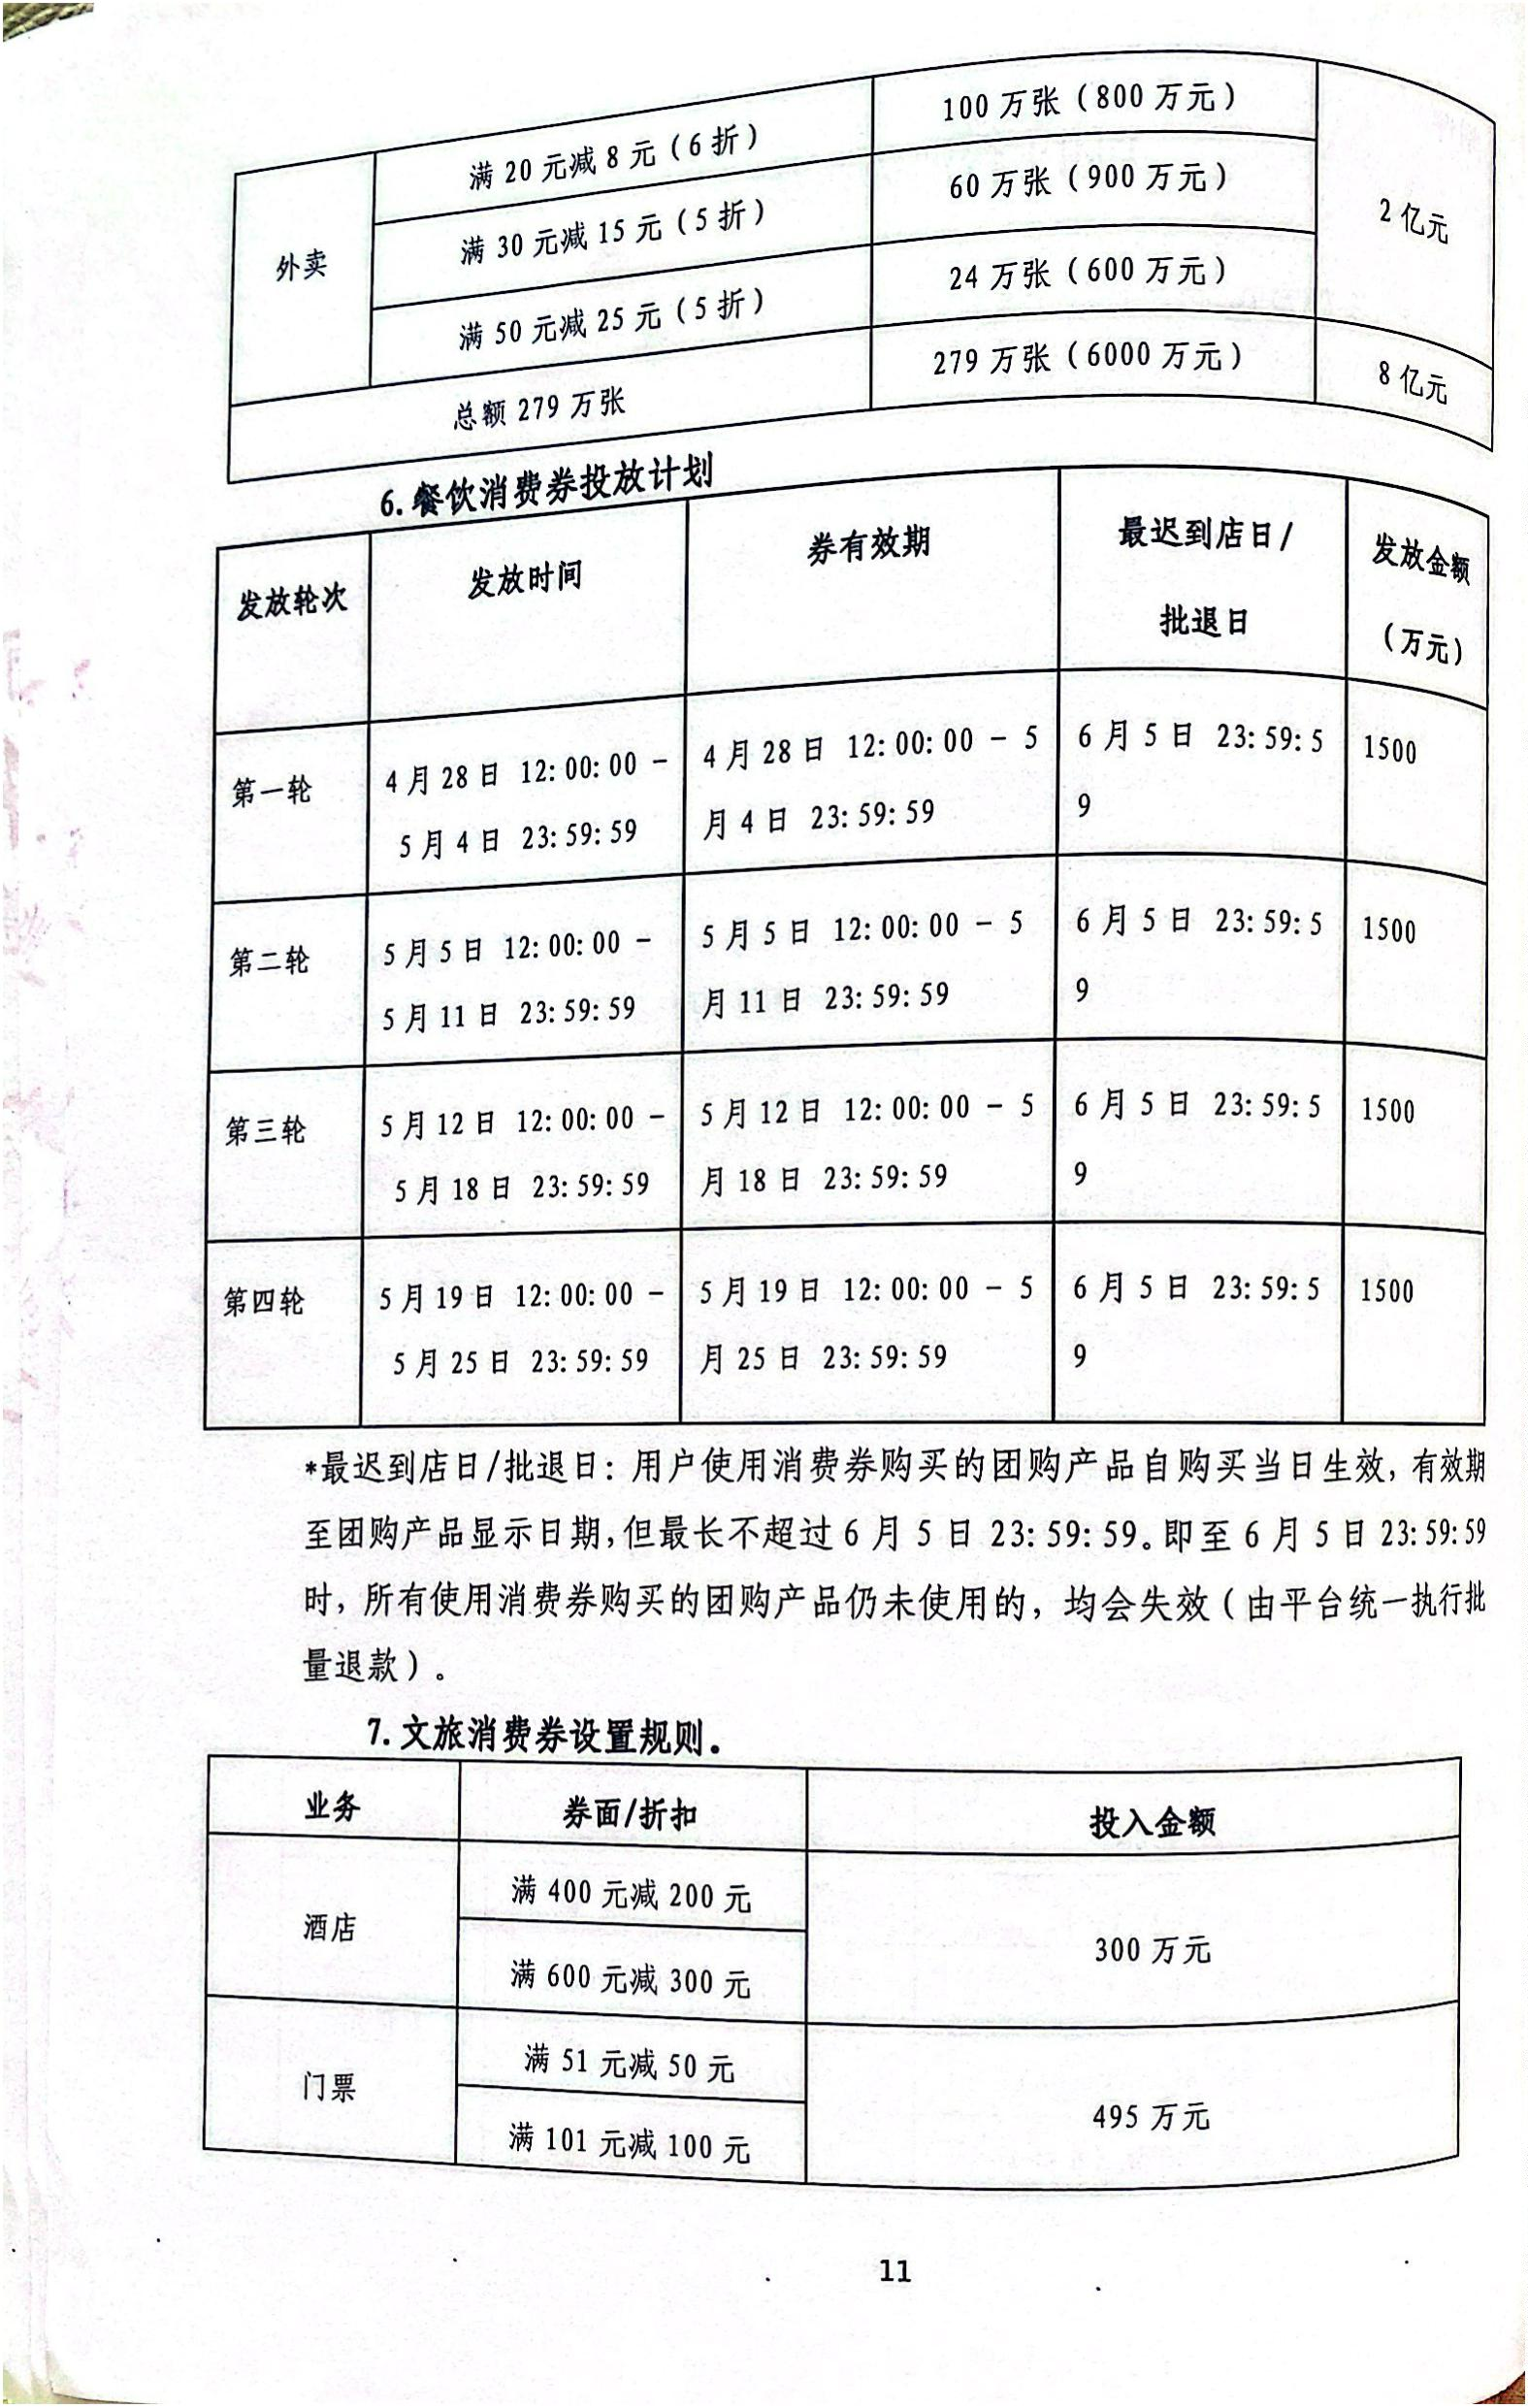 满 20 元减 8 元（6 折）
100 万张（800 万元）
外卖
满 30 元减 15 元（5 折）
60 万张（900 万元）
2 亿元
满 50 元减 25 元（5 折）
24 万张（600 万元）
总额 279 万张
279 万张（6000 万元）
8 亿元
6. 餐饮消费券投放计划
发放轮次
发放时间
券有效期
最迟到店日/
批退日
发放金额
（万元）
第一轮
4 月 28 日 12:00:00 -
5 月 4 日 23:59:59
4 月 28 日 12:00:00 - 5
月 4 日 23:59:59
6 月 5 日 23:59:5
9
1500
第二轮
5 月 5 日 12:00:00 -
5 月 11 日 23:59:59
5 月 5 日 12:00:00 - 5
月 11 日 23:59:59
6 月 5 日 23:59:5
9
1500
第三轮
5 月 12 日 12:00:00 -
5 月 18 日 23:59:59
5 月 12 日 12:00:00 - 5
月 18 日 23:59:59
6 月 5 日 23:59:5
9
1500
第四轮
5 月 19 日 12:00:00 -
5 月 25 日 23:59:59
5 月 19 日 12:00:00 - 5
月 25 日 23:59:59
6 月 5 日 23:59:5
9
1500
*最迟到店日/批退日：用户使用消费券购买的团购产品自购买当日生效，有效期
至团购产品显示日期，但最长不超过 6 月 5 日 23:59:59。即至 6 月 5 日 23:59:59
时，所有使用消费券购买的团购产品仍未使用的，均会失效（由平台统一执行批
量退款）。
7. 文旅消费券设置规则.
业务
券面/折扣
投入金额
酒店
满 400 元减 200 元
满 600 元减 300 元
300 万元
门票
满 51 元减 50 元
满 101 元减 100 元
495 万元
11